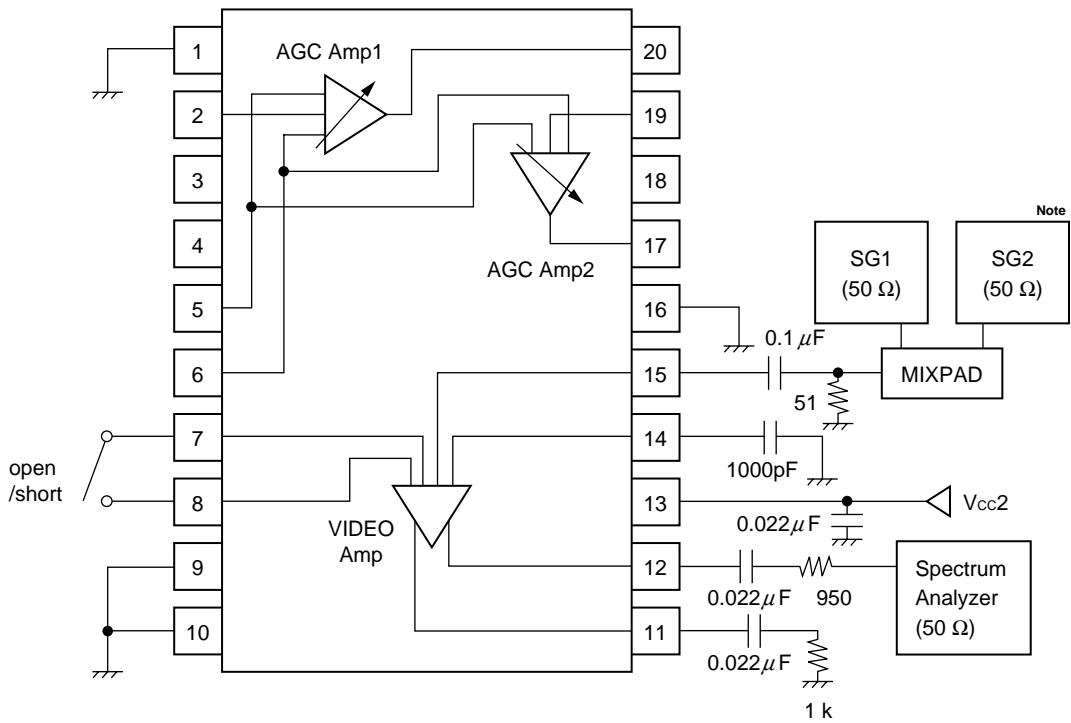 1
2
3
4
5
6
7
8
9
10
20
19
18
17
16
15
14
13
12
11
AGC Amp1
AGC Amp2
VIDEO
Amp
open
/short
Note
SG1
(50 Ω)
SG2
(50 Ω)
MIXPAD
0.1 μF
51
1000pF
VCC2
0.022 μF
0.022 μF
950
Spectrum
Analyzer
(50 Ω)
0.022 μF
1 k